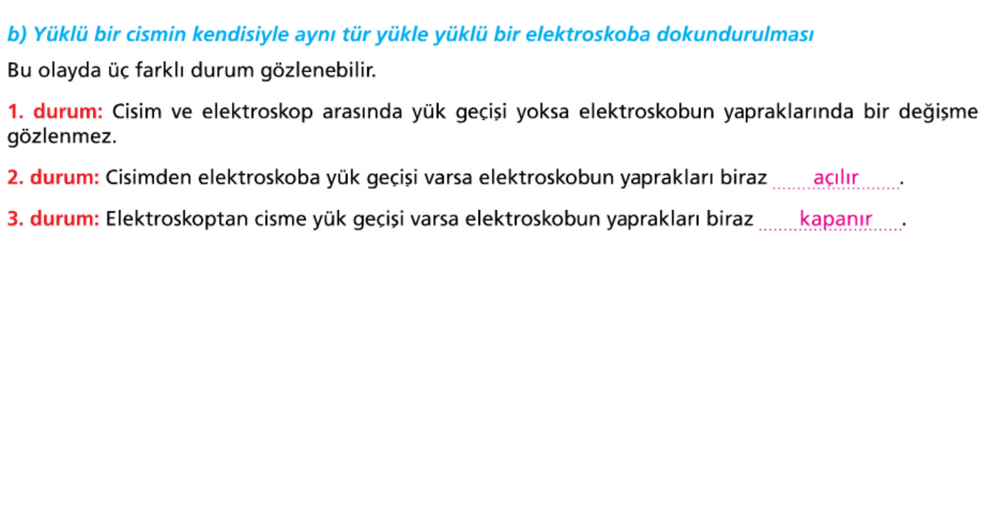 b) Yüklü bir cismin kendisiyle aynı tür yükle yüklü bir elektroskoba dokundurulması
Bu olayda üç farklı durum gözlenebilir.
1. durum: Cisim ve elektroskop arasında yük geçişi yoksa elektroskobun yapraklarında bir değişme
gözlenmez.
2. durum: Cisimden elektroskoba yük geçişi varsa elektroskobun yaprakları biraz açılır.
3. durum: Elektroskoptan cisme yük geçişi varsa elektroskobun yaprakları biraz kapanır.